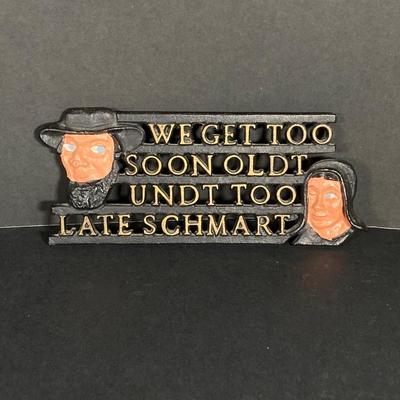 WE GET TOO
SOON OLDT
UNDT TOO
LATE SCHMART